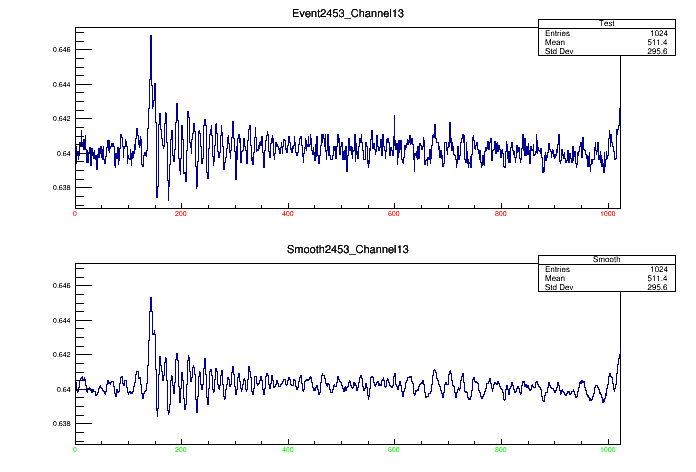 Event2453_Channel13
Test
Entries 1024
Mean 511.4
Std Dev 295.6
0.646
0.644
0.642
0.64
0.638
0 200 400 600 800 1000
Smooth2453_Channel13
Smooth
Entries 1024
Mean 511.4
Std Dev 295.6
0.646
0.644
0.642
0.64
0.638
0 200 400 600 800 1000